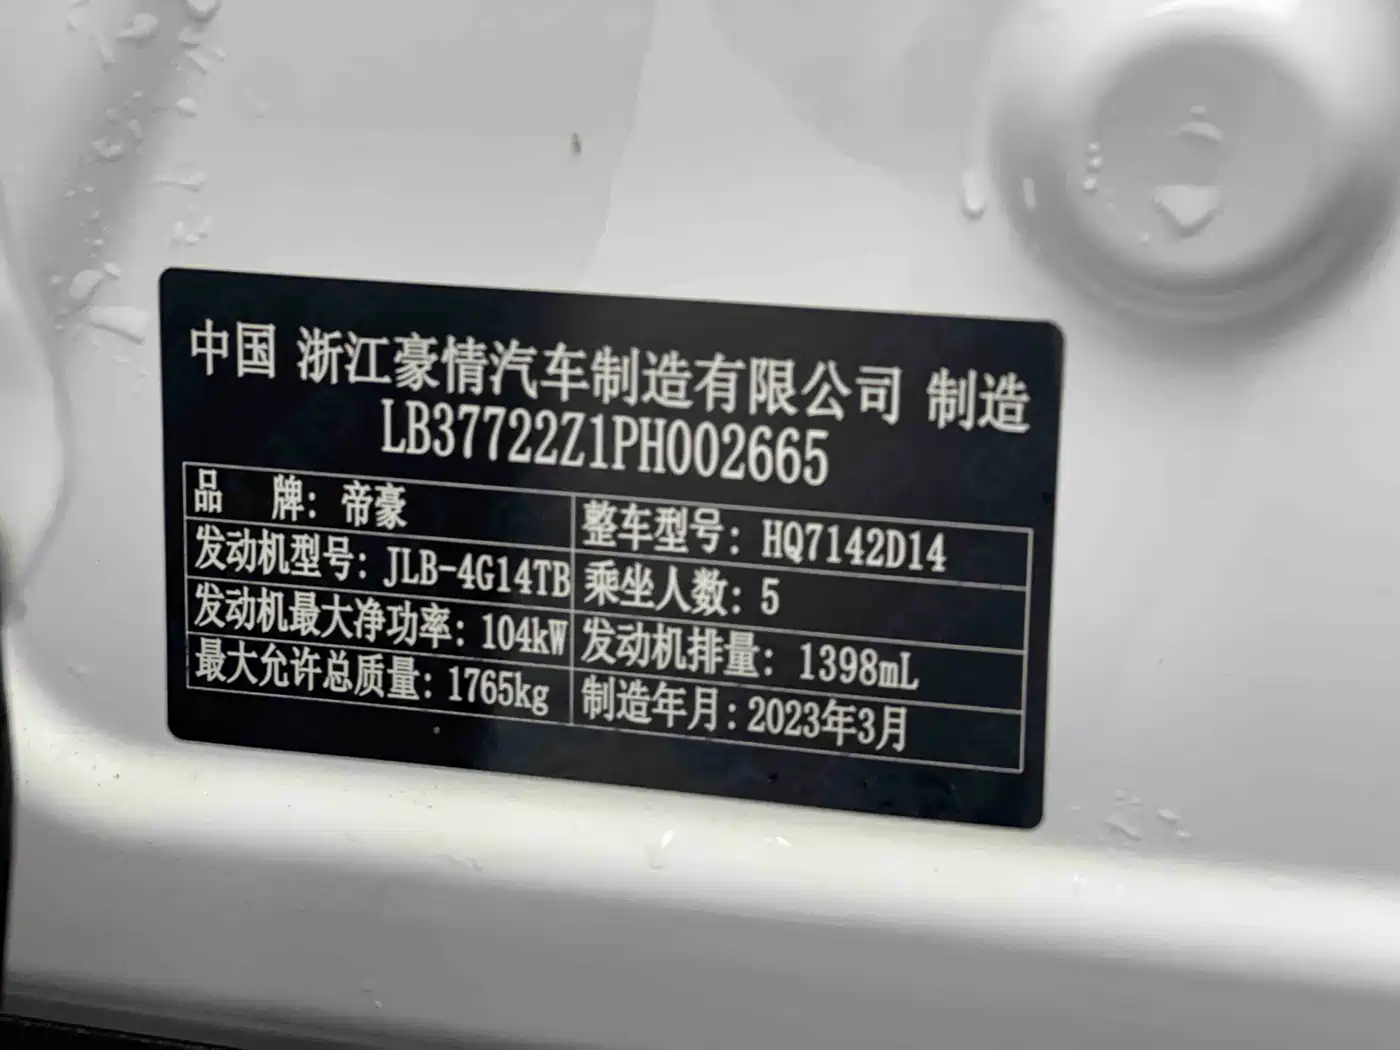 中国 浙江豪情汽车制造有限公司 制造
LB37722Z1PH002665
品 牌: 帝豪
整车型号: HQ7142D14
发动机型号: JLB-4G14TB
乘坐人数: 5
发动机最大净功率: 104kW
发动机排量: 1398mL
最大允许总质量: 1765kg
制造年月: 2023年3月